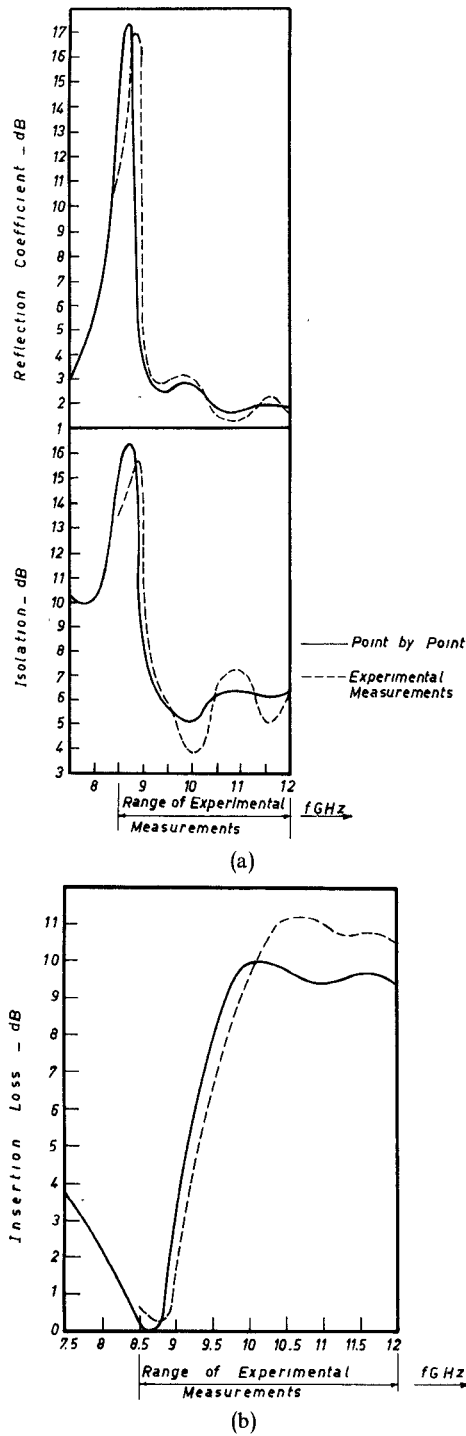 Reflection Coefficient - dB
17
16
15
14
13
12
11
10
9
8
7
6
5
4
3
2
1
Isolation - dB
16
15
14
13
12
11
10
9
8
7
6
5
4
3
8 9 10 11 12
Range of Experimental
Measurements
fGHz
Point by Point
Experimental
Measurements
(a)
Insertion Loss - dB
11
10
9
8
7
6
5
4
3
2
1
0
7.5 8 8.5 9 9.5 10 10.5 11 11.5 12
Range of Experimental
Measurements
fGHz
(b)